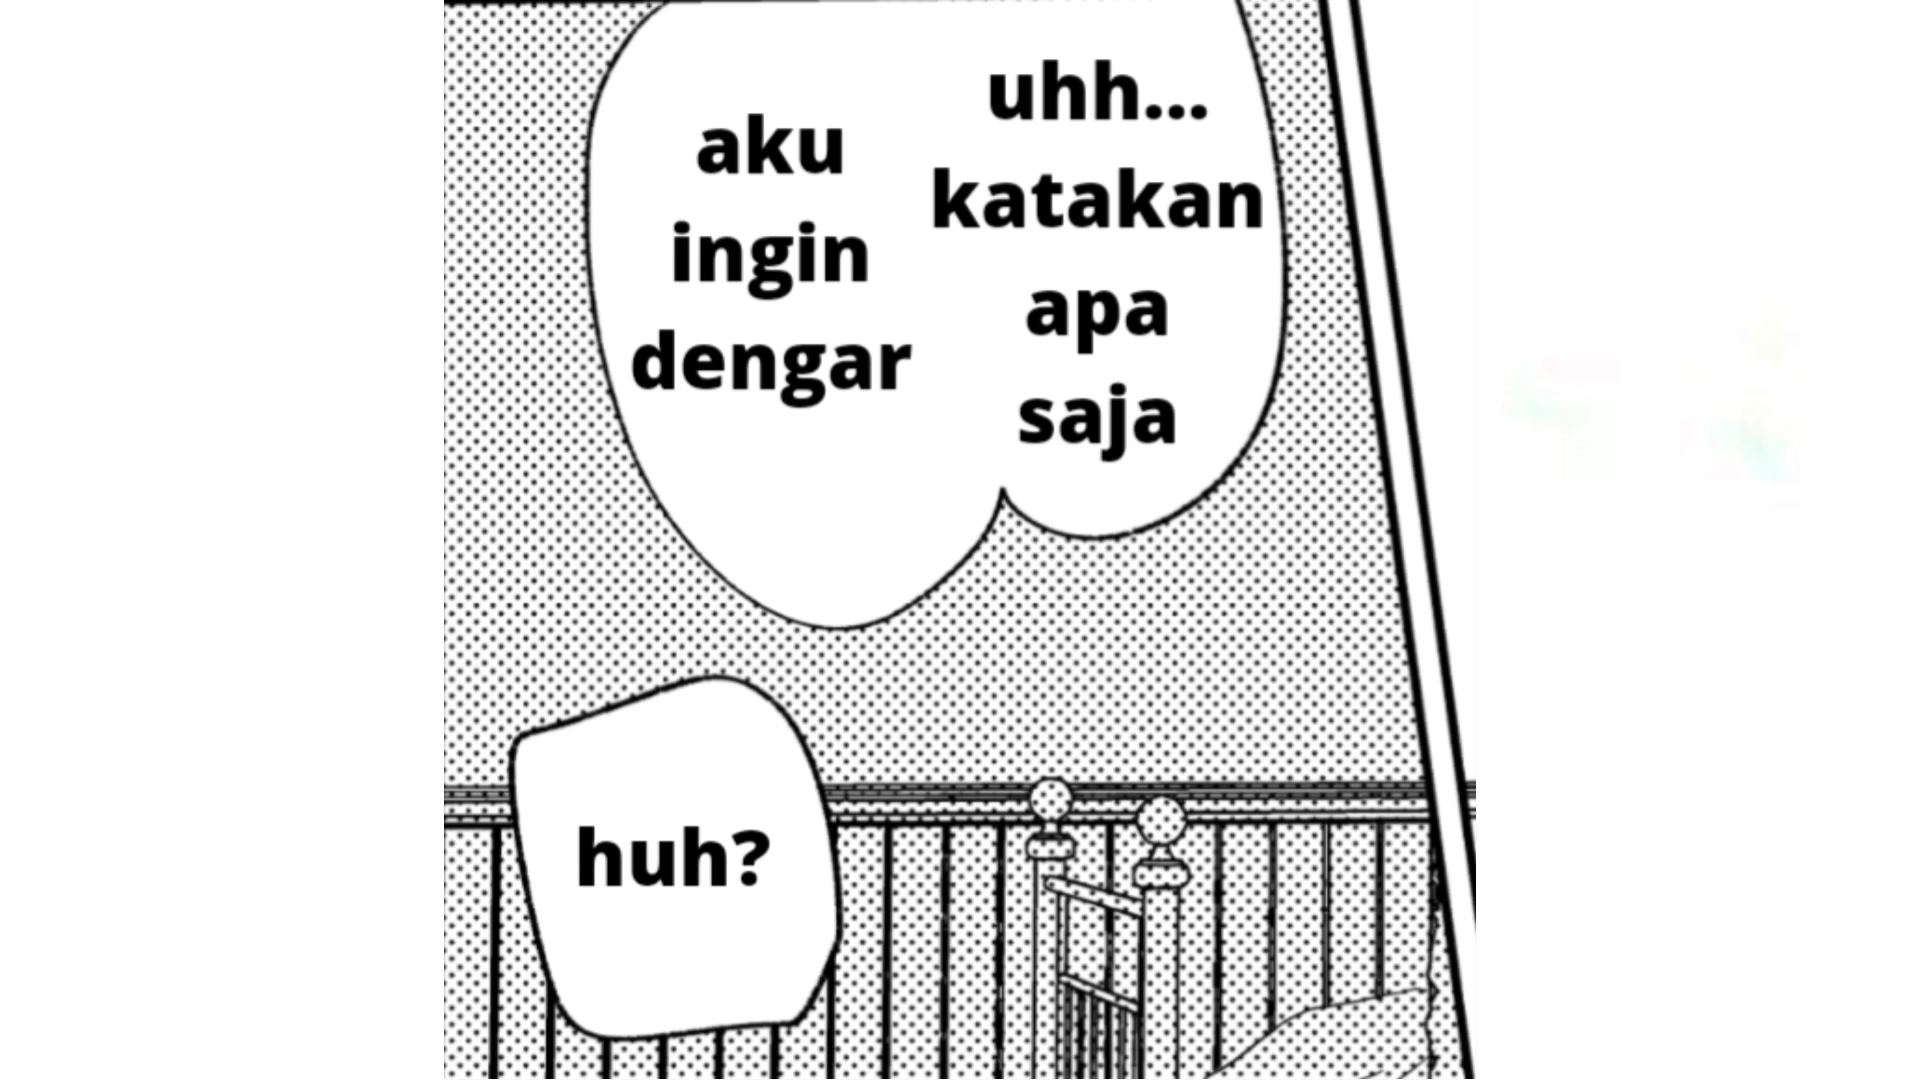 uhh...
katakan
apa
saja
aku
ingin
dengar
huh?